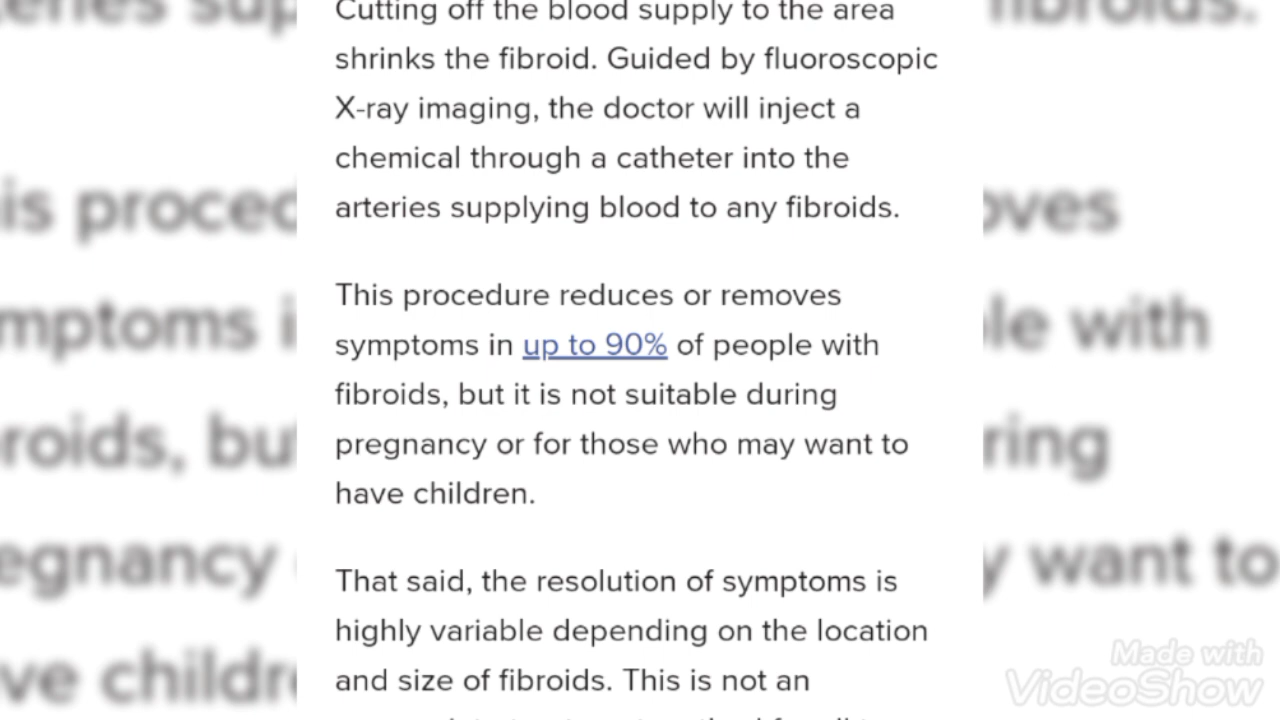 Cutting off the blood supply to the area
shrinks the fibroid. Guided by fluoroscopic
X-ray imaging, the doctor will inject a
chemical through a catheter into the
arteries supplying blood to any fibroids.
This procedure reduces or removes
symptoms in up to 90% of people with
fibroids, but it is not suitable during
pregnancy or for those who may want to
have children.
That said, the resolution of symptoms is
highly variable depending on the location
and size of fibroids. This is not an
Made with
VideoShow